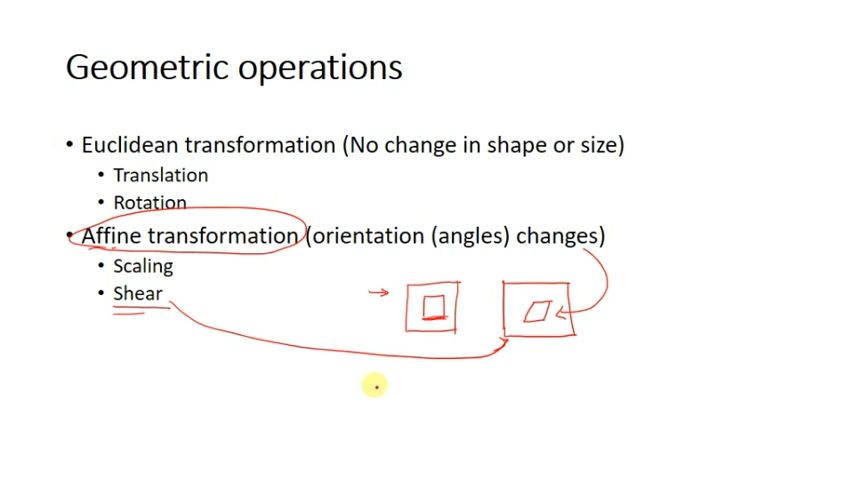 Geometric operations
• Euclidean transformation (No change in shape or size)
• Translation
• Rotation
• Affine transformation (orientation (angles) changes)
• Scaling
• Shear